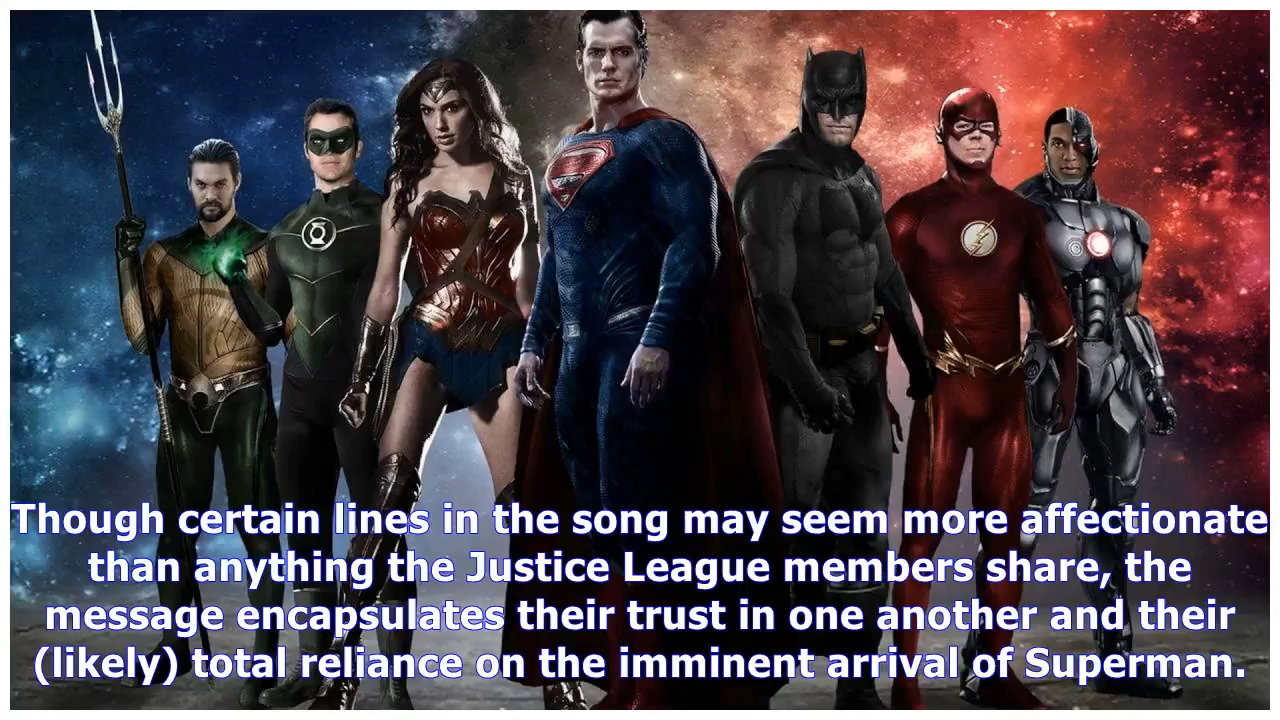 Though certain lines in the song may seem more affectionate
than anything the Justice League members share, the
message encapsulates their trust in one another and their
(likely) total reliance on the imminent arrival of Superman.